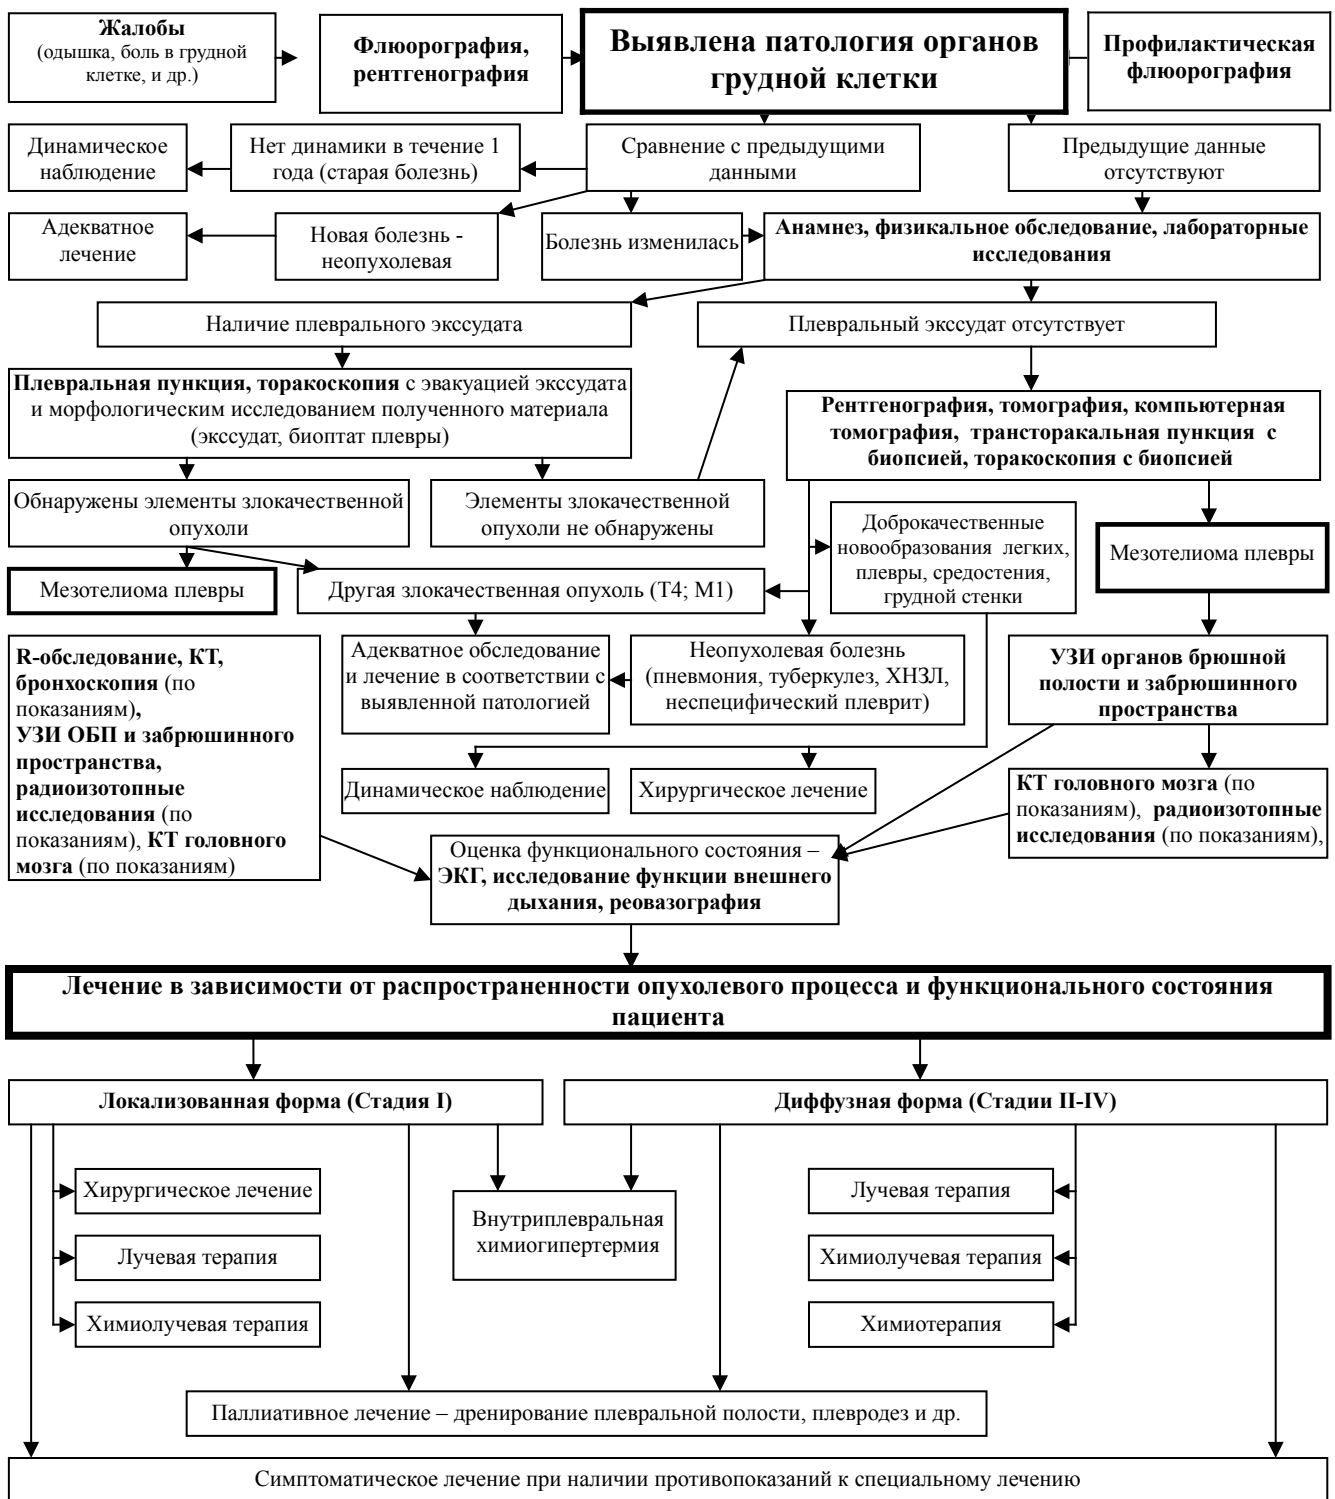 Жалобы
(одышка, боль в грудной
клетке, и др.)
Флюорография,
рентгенография
Выявлена патология органов
грудной клетки
Профилактическая
флюорография
Динамическое
наблюдение
Нет динамики в течение 1
года (старая болезнь)
Сравнение с предыдущими
данными
Предыдущие данные
отсутствуют
Адекватное
лечение
Новая болезнь -
неопухолевая
Болезнь изменилась
Анамнез, физикальное обследование, лабораторные
исследования
Наличие плеврального экссудата
Плевральный экссудат отсутствует
Плевральная пункция, торакоскопия с эвакуацией экссудата
и морфологическим исследованием полученного материала
(экссудат, биоптат плевры)
Рентгенография, томография, компьютерная
томография, трансторакальная пункция с
биопсией, торакоскопия с биопсией
Обнаружены элементы злокачественной
опухоли
Элементы злокачественной
опухоли не обнаружены
Доброкачественные
новообразования легких,
плевры, средостения,
грудной стенки
Мезотелиома плевры
Мезотелиома плевры
Другая злокачественная опухоль (T4; M1)
R-обследование, КТ,
бронхоскопия (по
показаниям),
УЗИ ОБП и забрюшинного
пространства,
радиоизотопные
исследования (по
показаниям), КТ головного
мозга (по показаниям)
Адекватное обследование
и лечение в соответствии с
выявленной патологией
Неопухолевая болезнь
(пневмония, туберкулез, ХНЗЛ,
неспецифический плеврит)
УЗИ органов брюшной
полости и забрюшинного
пространства
Динамическое наблюдение
Хирургическое лечение
КТ головного мозга (по
показаниям), радиоизотопные
исследования (по показаниям),
Оценка функционального состояния –
ЭКГ, исследование функции внешнего
дыхания, реовазография
Лечение в зависимости от распространенности опухолевого процесса и функционального состояния
пациента
Локализованная форма (Стадия I)
Диффузная форма (Стадии II-IV)
Хирургическое лечение
Лучевая терапия
Химиолучевая терапия
Внутриплевральная
химиогипертермия
Лучевая терапия
Химиолучевая терапия
Химиотерапия
Паллиативное лечение – дренирование плевральной полости, плевродез и др.
Симптоматическое лечение при наличии противопоказаний к специальному лечению